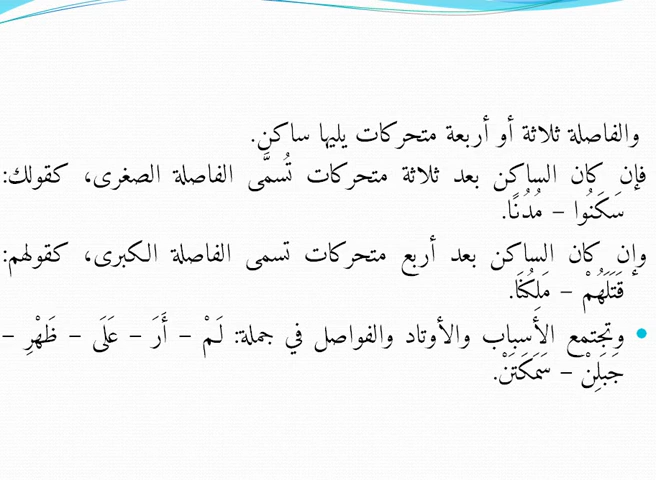 والفاصلة ثلاثة أو أربعة متحركات يليها ساكن.
فإن كان الساكن بعد ثلاثة متحركات تُسمَّى الفاصلة الصغرى، كقولك:
سَكَنُوا – مُدُنًا.
وإن كان الساكن بعد أربع متحركات تسمى الفاصلة الكبرى، كقولهم:
قَتَلَهُمْ – مَلِكُنَا.
• وتجتمع الأسباب والأوتاد والفواصل في جملة: لَمْ – أَرَ – عَلَى – ظَهْرِ –
جَبَلِنْ – سَمَكَتَنْ.